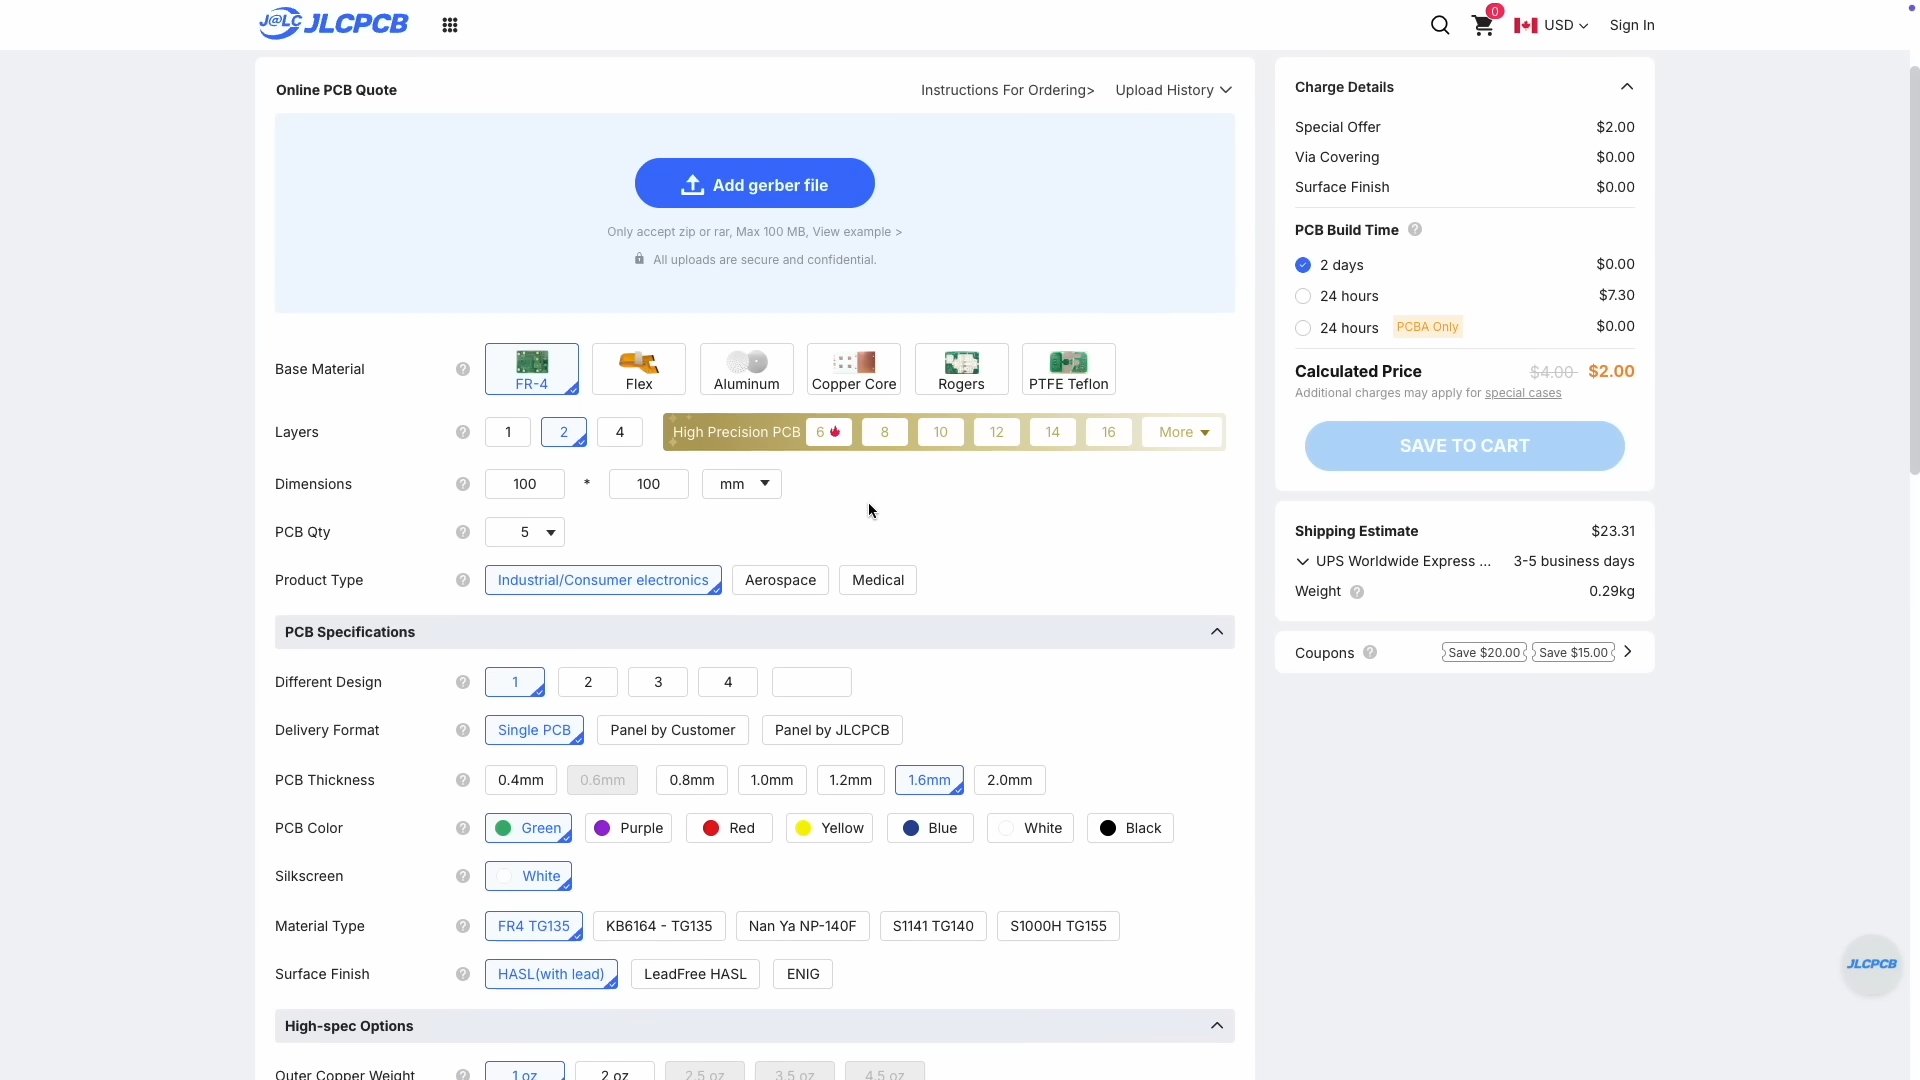 J@LC JLCPCB
0
USD
Sign In
Online PCB Quote
Instructions For Ordering>
Upload History
Add gerber file
Only accept zip or rar, Max 100 MB, View example >
All uploads are secure and confidential.
Base Material
FR-4
Flex
Aluminum
Copper Core
Rogers
PTFE Teflon
Layers
1
2
4
High Precision PCB
6
8
10
12
14
16
More
Dimensions
100
*
100
mm
PCB Qty
5
Product Type
Industrial/Consumer electronics
Aerospace
Medical
PCB Specifications
Different Design
1
2
3
4
Delivery Format
Single PCB
Panel by Customer
Panel by JLCPCB
PCB Thickness
0.4mm
0.6mm
0.8mm
1.0mm
1.2mm
1.6mm
2.0mm
PCB Color
Green
Purple
Red
Yellow
Blue
White
Black
Silkscreen
White
Material Type
FR4 TG135
KB6164 - TG135
Nan Ya NP-140F
S1141 TG140
S1000H TG155
Surface Finish
HASL(with lead)
LeadFree HASL
ENIG
High-spec Options
Outer Copper Weight
1 oz
2 oz
2.5 oz
3.5 oz
4.5 oz
Charge Details
Special Offer
$2.00
Via Covering
$0.00
Surface Finish
$0.00
PCB Build Time
2 days
$0.00
24 hours
$7.30
24 hours
PCBA Only
$0.00
Calculated Price
$4.00
$2.00
Additional charges may apply for special cases
SAVE TO CART
Shipping Estimate
$23.31
UPS Worldwide Express ...
3-5 business days
Weight
0.29kg
Coupons
Save $20.00
Save $15.00
JLCPCB